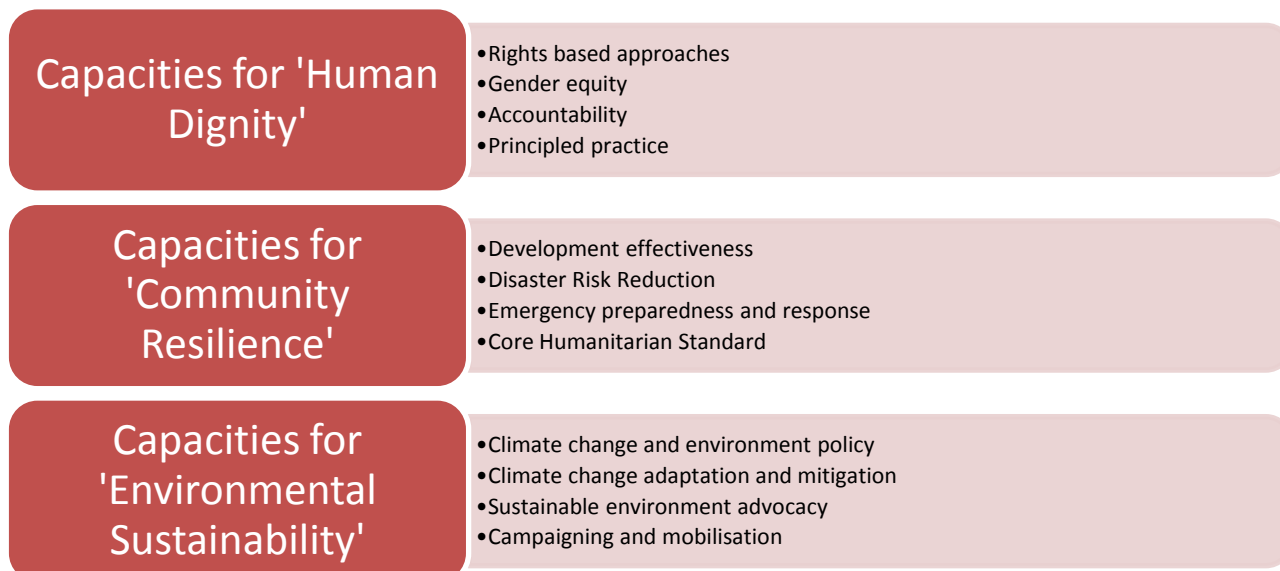 Capacities for 'Human
Dignity'
•Rights based approaches
•Gender equity
•Accountability
•Principled practice
Capacities for
'Community
Resilience'
•Development effectiveness
•Disaster Risk Reduction
•Emergency preparedness and response
•Core Humanitarian Standard
Capacities for
'Environmental
Sustainability'
•Climate change and environment policy
•Climate change adaptation and mitigation
•Sustainable environment advocacy
•Campaigning and mobilisation